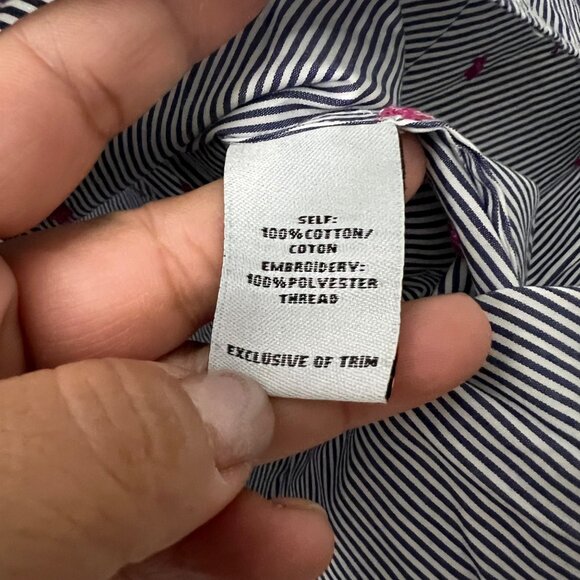 SELF:
100% COTTON/
COTON
EMBROIDERY:
100% POLYESTER
THREAD
EXCLUSIVE OF TRIM